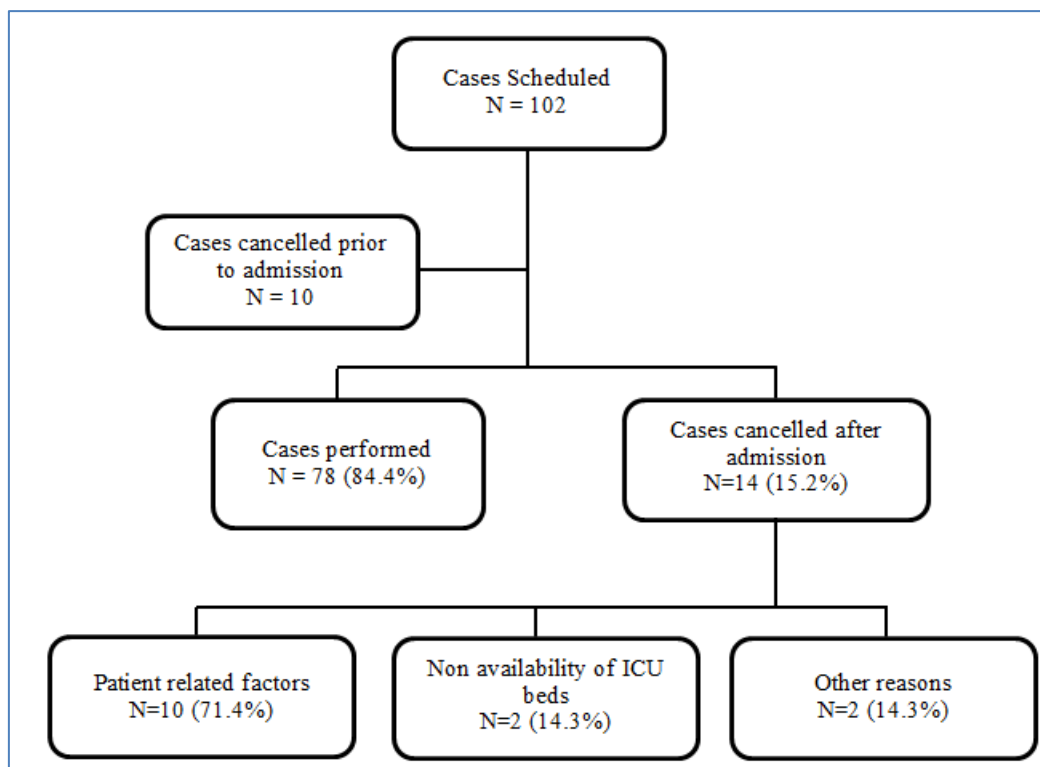 Cases Scheduled
N = 102
Cases cancelled prior
to admission
N = 10
Cases performed
N = 78 (84.4%)
Cases cancelled after
admission
N=14 (15.2%)
Patient related factors
N=10 (71.4%)
Non availability of ICU
beds
N=2 (14.3%)
Other reasons
N=2 (14.3%)